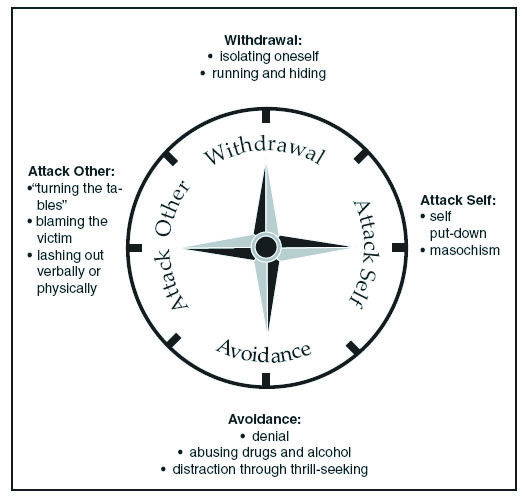 Withdrawal:
• isolating oneself
• running and hiding
Withdrawal
Attack Other:
•“turning the ta-
bles”
• blaming the
victim
• lashing out
verbally or
physically
Attack Other
Attack Self
Attack Self:
• self
put-down
• masochism
Avoidance
Avoidance:
• denial
• abusing drugs and alcohol
• distraction through thrill-seeking